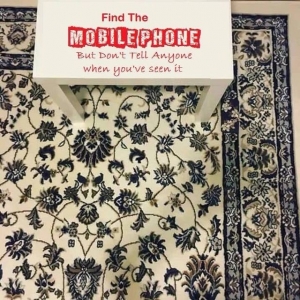 Find The
MOBILE PHONE
But Don't Tell Anyone
when you've seen it